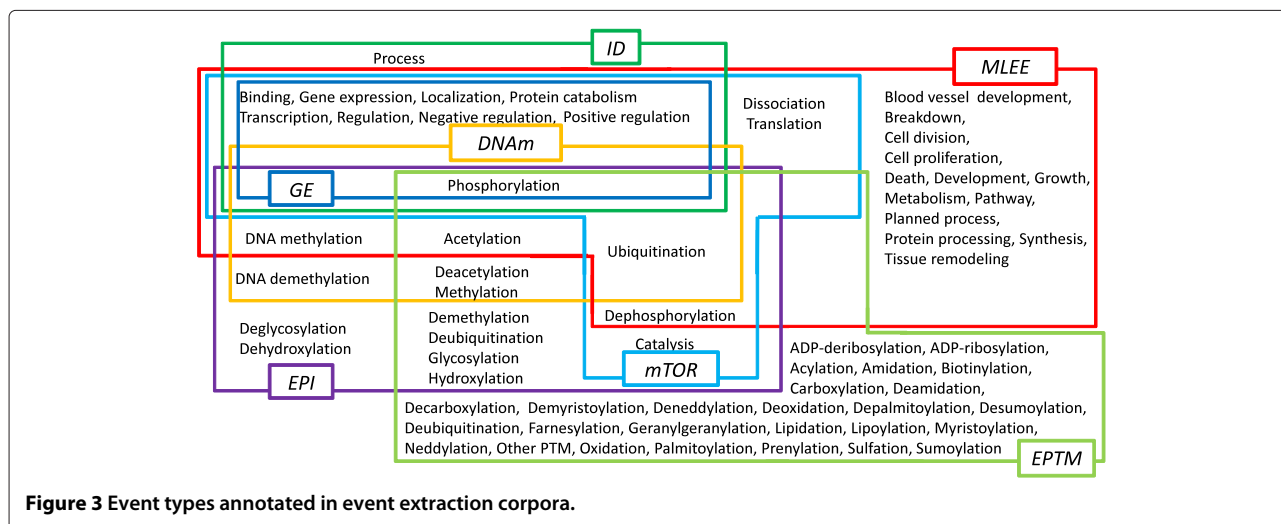 ID
Process
MLEE
Binding, Gene expression, Localization, Protein catabolism
Transcription, Regulation, Negative regulation, Positive regulation
Dissociation
Translation
Blood vessel development,
Breakdown,
Cell division,
Cell proliferation,
Death, Development, Growth,
Metabolism, Pathway,
Planned process,
Protein processing, Synthesis,
Tissue remodeling
DNAm
GE
Phosphorylation
DNA methylation
Acetylation
Ubiquitination
DNA demethylation
Deacetylation
Methylation
Deglycosylation
Dehydroxylation
Demethylation
Deubiquitination
Glycosylation
Hydroxylation
Dephosphorylation
Catalysis
mTOR
EPI
ADP-deribosylation, ADP-ribosylation,
Acylation, Amidation, Biotinylation,
Carboxylation, Deamidation,
Decarboxylation, Demyristoylation, Deneddylation, Deoxidation, Depalmitoylation, Desumoylation,
Deubiquitination, Farnesylation, Geranylgeranylation, Lipidation, Lipoylation, Myristoylation,
Neddylation, Other PTM, Oxidation, Palmitoylation, Prenylation, Sulfation, Sumoylation
EPTM
Figure 3 Event types annotated in event extraction corpora.